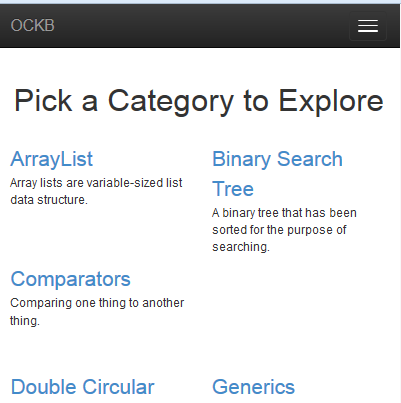 OCKB
Pick a Category to Explore
ArrayList
Array lists are variable-sized list
data structure.
Binary Search
Tree
A binary tree that has been
sorted for the purpose of
searching.
Comparators
Comparing one thing to another
thing.
Double Circular
Generics